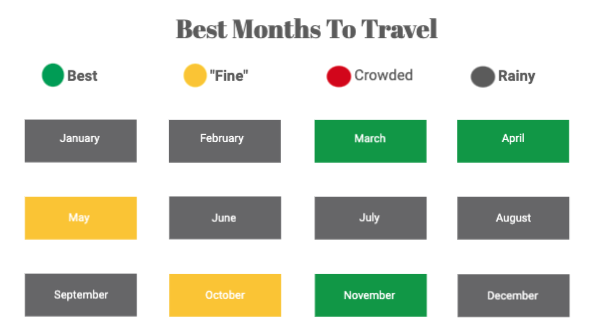 Best Months To Travel
Best "Fine" Crowded Rainy
January February March April
May June July August
September October November December